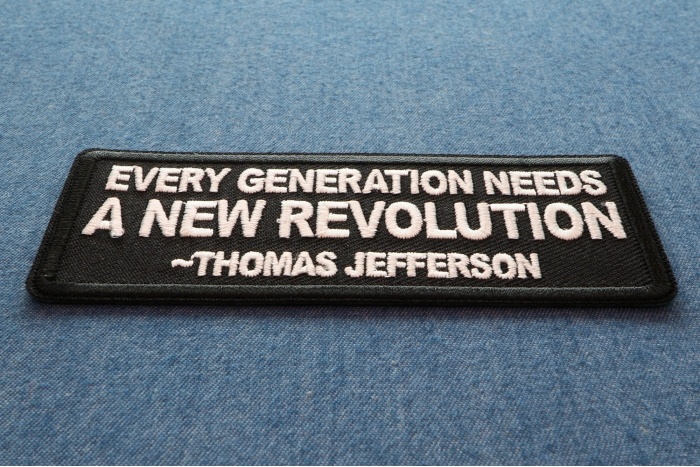 EVERY GENERATION NEEDS
A NEW REVOLUTION
~THOMAS JEFFERSON